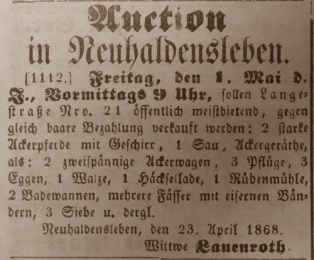 Auction
in Neuhaldensleben.
[1112.] Freitag, den 1. Mai d.
J., Vormittags 9 Uhr, sollen Lange-
straße Nro. 21 öffentlich meistbietend, gegen
gleich baare Bezahlung verkauft werden: 2 starke
Ackerpferde mit Geschirr, 1 Sau, Ackergeräthe,
als: 2 zweispännige Ackerwagen, 3 Pflüge, 3
Eggen, 1 Walze, 1 Häcksellade, 1 Rübenmühle,
2 Badewannen, mehrere Fässer mit eisernen Bän-
dern, 3 Siebe u. dergl.
Neuhaldensleben, den 23. April 1868.
Wittwe Lauenroth.